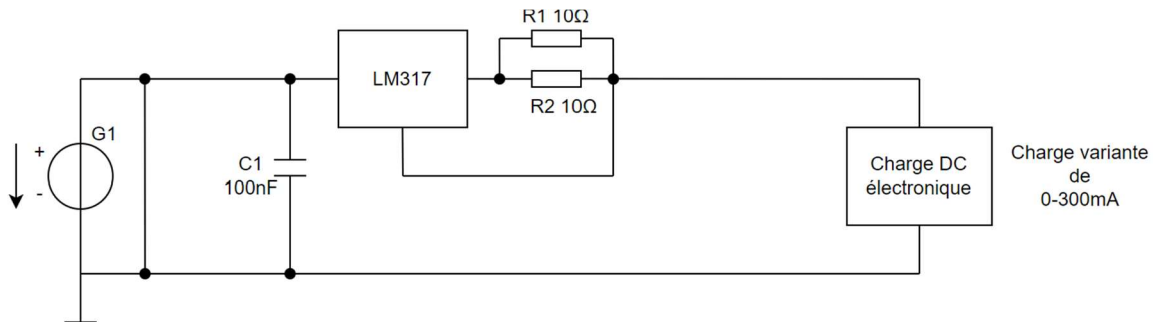 R1 10Ω
LM317
R2 10Ω
G1
+
-
C1
100nF
Charge DC
électronique
Charge variante
de
0-300mA